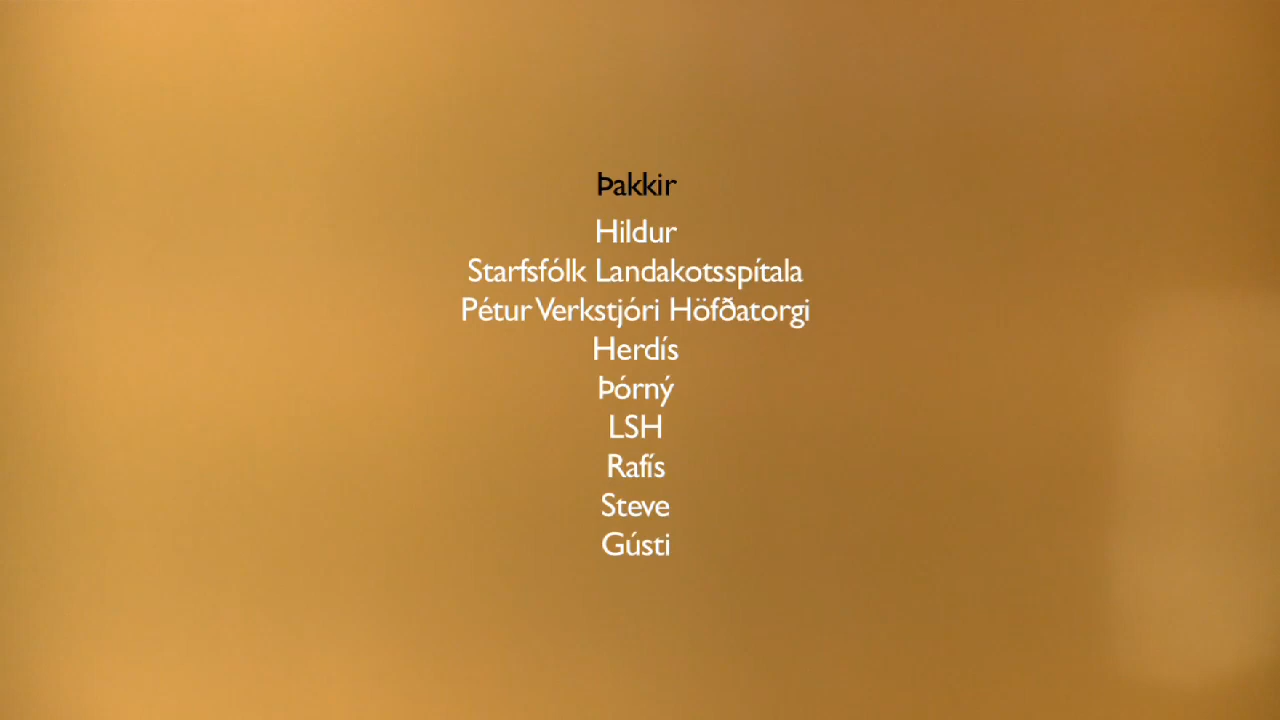 Þakkir
Hildur
Starfsfólk Landakotsspítala
Pétur Verkstjóri Höfðatorgi
Herdís
Þórný
LSH
Rafís
Steve
Gústi